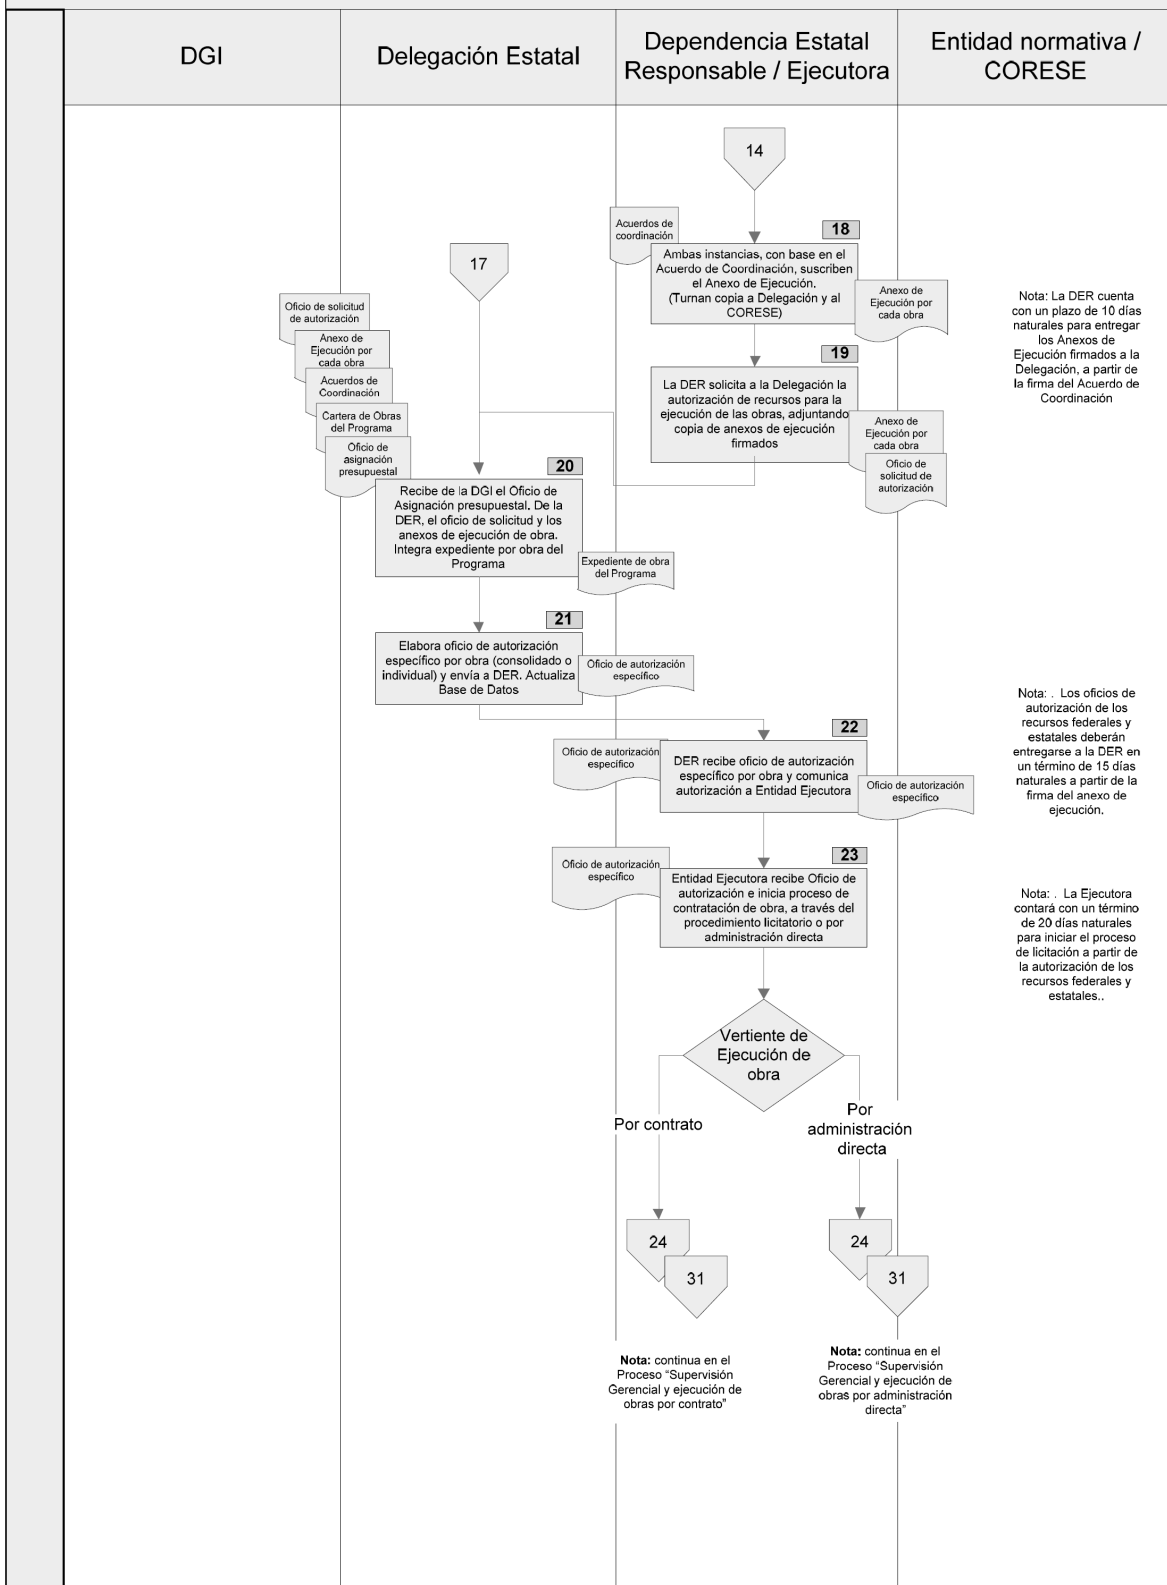 DGI
Delegación Estatal
Dependencia Estatal
Responsable / Ejecutora
Entidad normativa /
CORESE
14
Acuerdos de
coordinación
18
Ambas instancias, con base en el
Acuerdo de Coordinación, suscriben
el Anexo de Ejecución.
(Turnan copia a Delegación y al
CORESE)
Anexo de
Ejecución por
cada obra
Nota: La DER cuenta
con un plazo de 10 días
naturales para entregar
los Anexos de
Ejecución firmados a la
Delegación, a partir de
la firma del Acuerdo de
Coordinación
17
Oficio de solicitud
de autorización
Anexo de
Ejecución por
cada obra
Acuerdos de
Coordinación
Cartera de Obras
del Programa
Oficio de
asignación
presupuestal
19
La DER solicita a la Delegación la
autorización de recursos para la
ejecución de las obras, adjuntando
copia de anexos de ejecución
firmados
Anexo de
Ejecución por
cada obra
Oficio de
solicitud de
autorización
20
Recibe de la DGI el Oficio de
Asignación presupuestal. De la
DER, el oficio de solicitud y los
anexos de ejecución de obra.
Integra expediente por obra del
Programa
Expediente de obra
del Programa
21
Elabora oficio de autorización
específico por obra (consolidado o
individual) y envía a DER. Actualiza
Base de Datos
Oficio de autorización
específico
22
Oficio de autorización
específico
DER recibe oficio de autorización
específico por obra y comunica
autorización a Entidad Ejecutora
Oficio de autorización
específico
Nota: . Los oficios de
autorización de los
recursos federales y
estatales deberán
entregarse a la DER en
un término de 15 días
naturales a partir de la
firma del anexo de
ejecución.
23
Oficio de autorización
específico
Entidad Ejecutora recibe Oficio de
autorización e inicia proceso de
contratación de obra, a través del
procedimiento licitatorio o por
administración directa
Nota: . La Ejecutora
contará con un término
de 20 días naturales
para iniciar el proceso
de licitación a partir de
la autorización de los
recursos federales y
estatales..
Vertiente de
Ejecución de
obra
Por contrato
Por
administración
directa
24
31
24
31
Nota: continua en el
Proceso “Supervisión
Gerencial y ejecución de
obras por contrato”
Nota: continua en el
Proceso “Supervisión
Gerencial y ejecución de
obras por administración
directa”